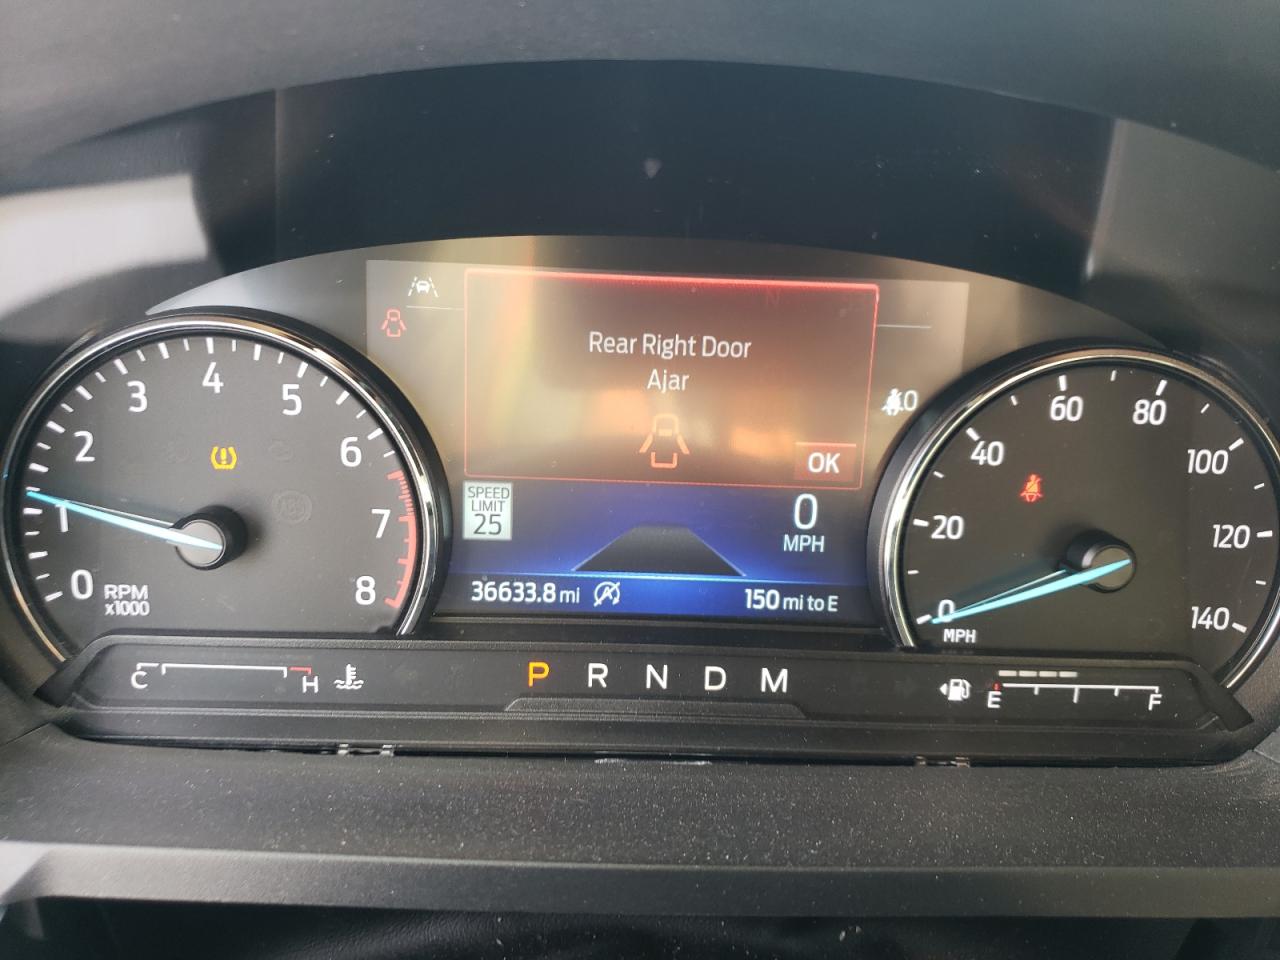 Rear Right Door
Ajar
OK
SPEED
LIMIT
25
0
MPH
36633.8 mi
150 mi to E
0
1
2
3
4
5
6
7
8
RPM
x1000
ABS
0
20
40
60
80
100
120
140
MPH
C
H
P R N D M
E
F